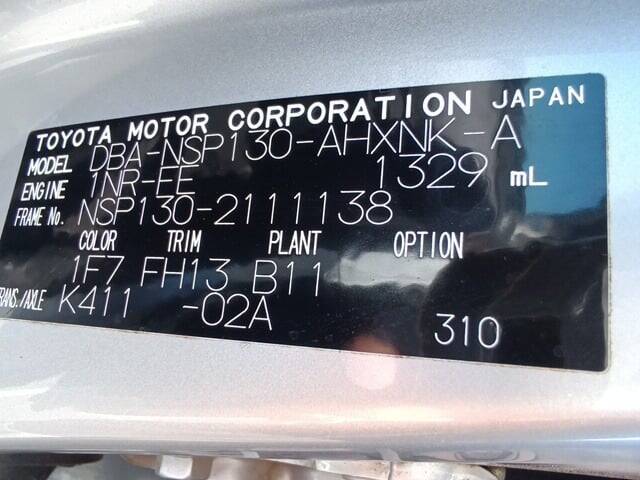 TOYOTA MOTOR CORPORATION JAPAN
MODEL DBA-NSP130-AHXNK-A
ENGINE 1NR-FE 1329 mL
FRAME No. NSP130-2111138
COLOR TRIM PLANT OPTION
1F7 FH13 B11
TRANS./AXLE K411 -02A
310